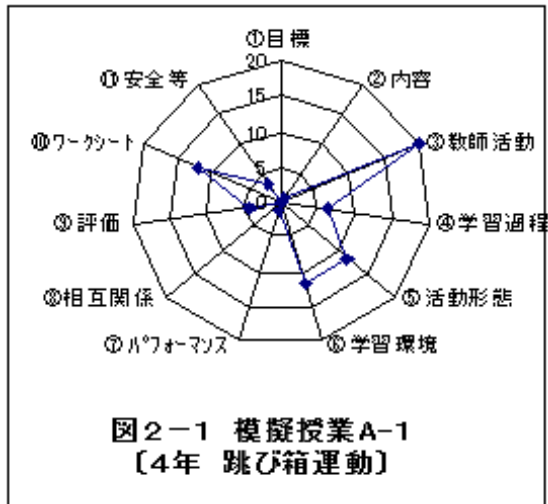 ①目標
20
15
10
5
0
②内容
③教師活動
④学習過程
⑤活動形態
⑥学習環境
⑦パフォーマンス
⑧相互関係
⑨評価
⑩ワークシート
⑪安全等
図2-1 模擬授業A-1
〔4年 跳び箱運動〕